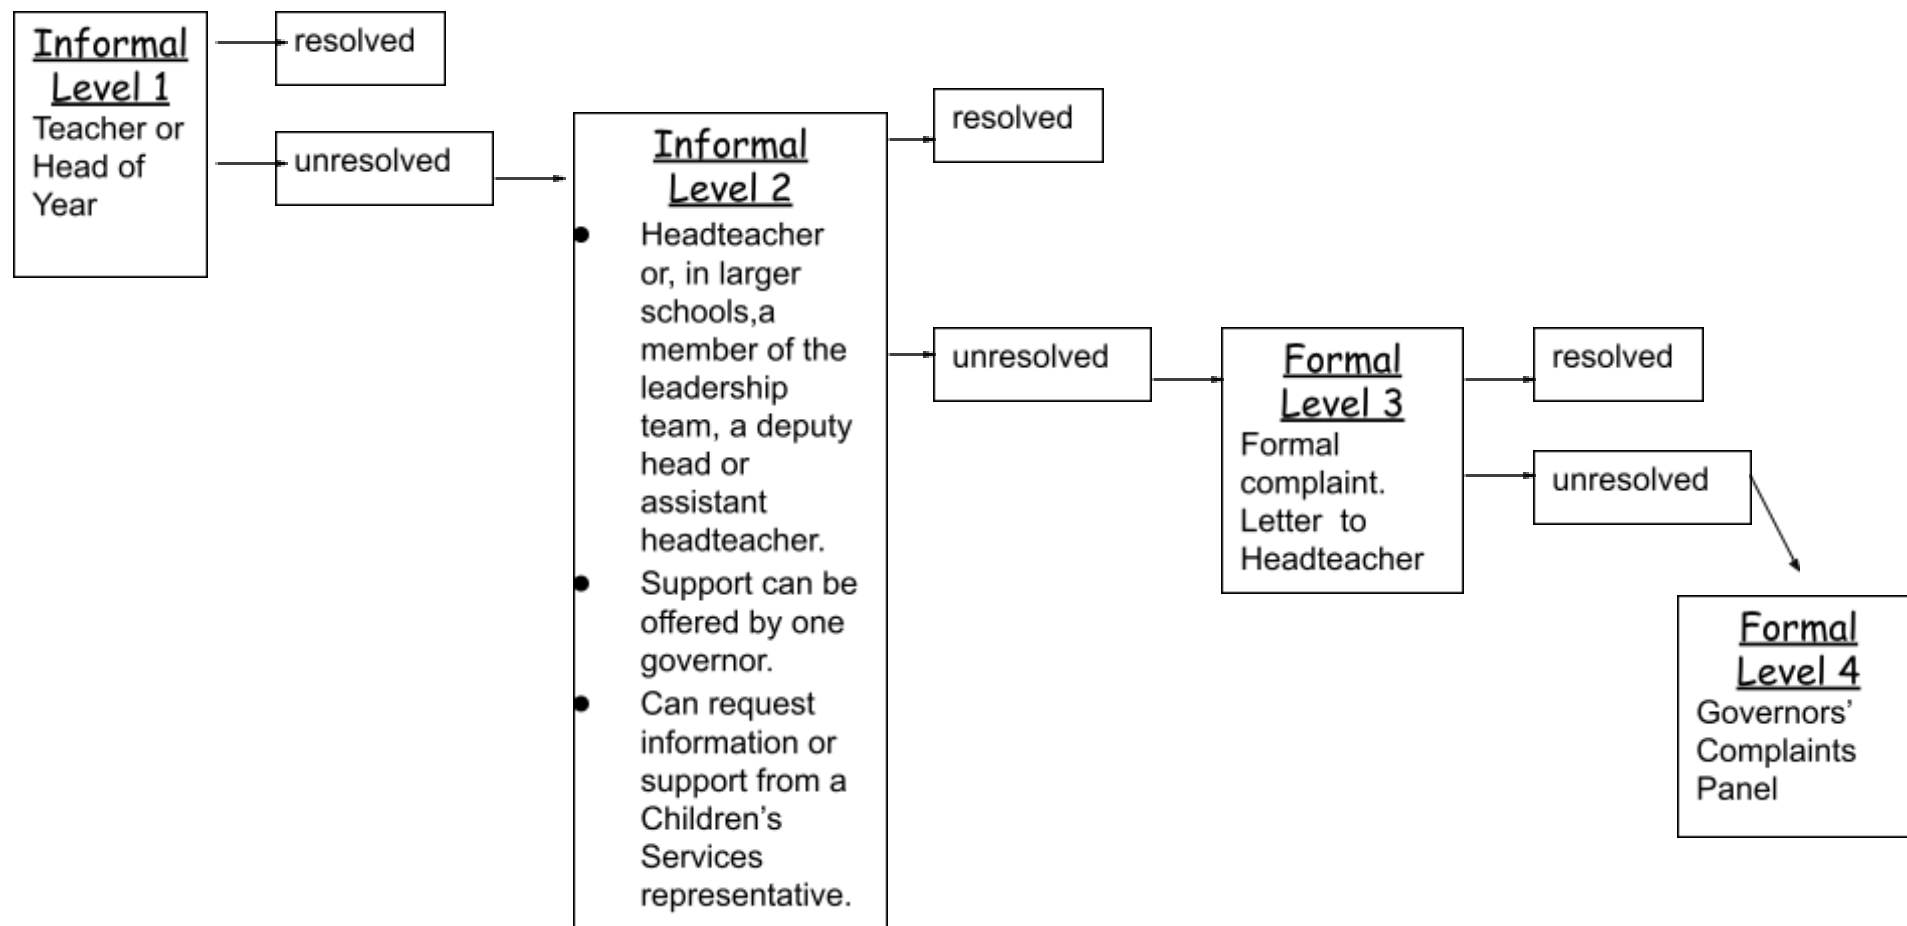 Informal
Level 1
Teacher or
Head of
Year
resolved
unresolved
Informal
Level 2
Headteacher
or, in larger
schools,a
member of the
leadership
team, a deputy
head or
assistant
headteacher.
Support can be
offered by one
governor.
Can request
information or
support from a
Children’s
Services
representative.
resolved
unresolved
Formal
Level 3
Formal
complaint.
Letter  to
Headteacher
resolved
unresolved
Formal
Level 4
Governors’
Complaints
Panel